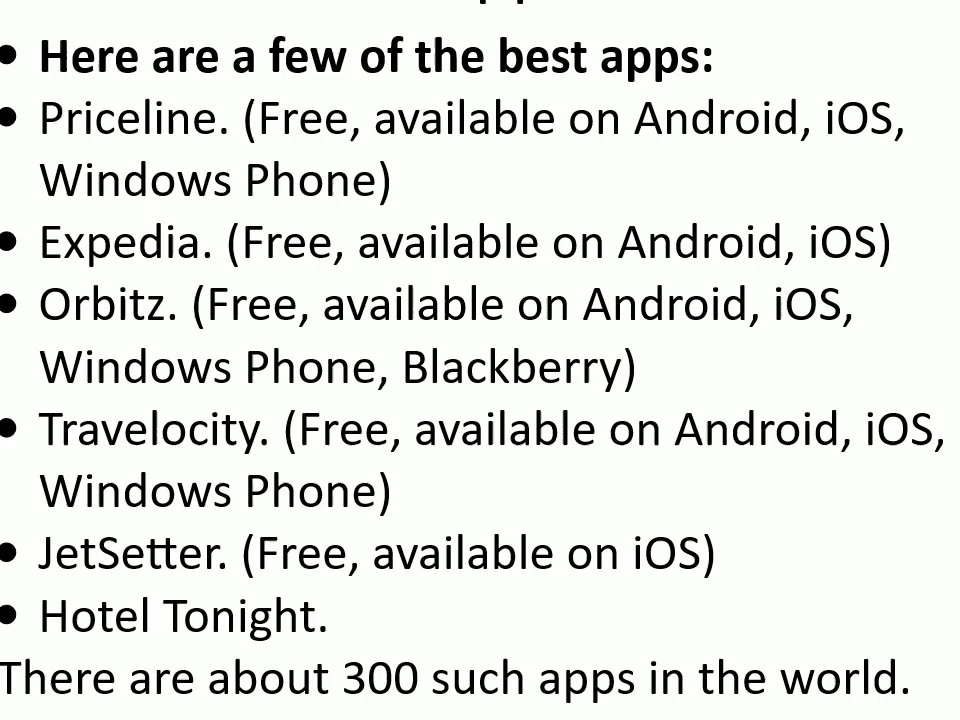 • Here are a few of the best apps:
• Priceline. (Free, available on Android, iOS,
Windows Phone)
• Expedia. (Free, available on Android, iOS)
• Orbitz. (Free, available on Android, iOS,
Windows Phone, Blackberry)
• Travelocity. (Free, available on Android, iOS,
Windows Phone)
• JetSetter. (Free, available on iOS)
• Hotel Tonight.
There are about 300 such apps in the world.